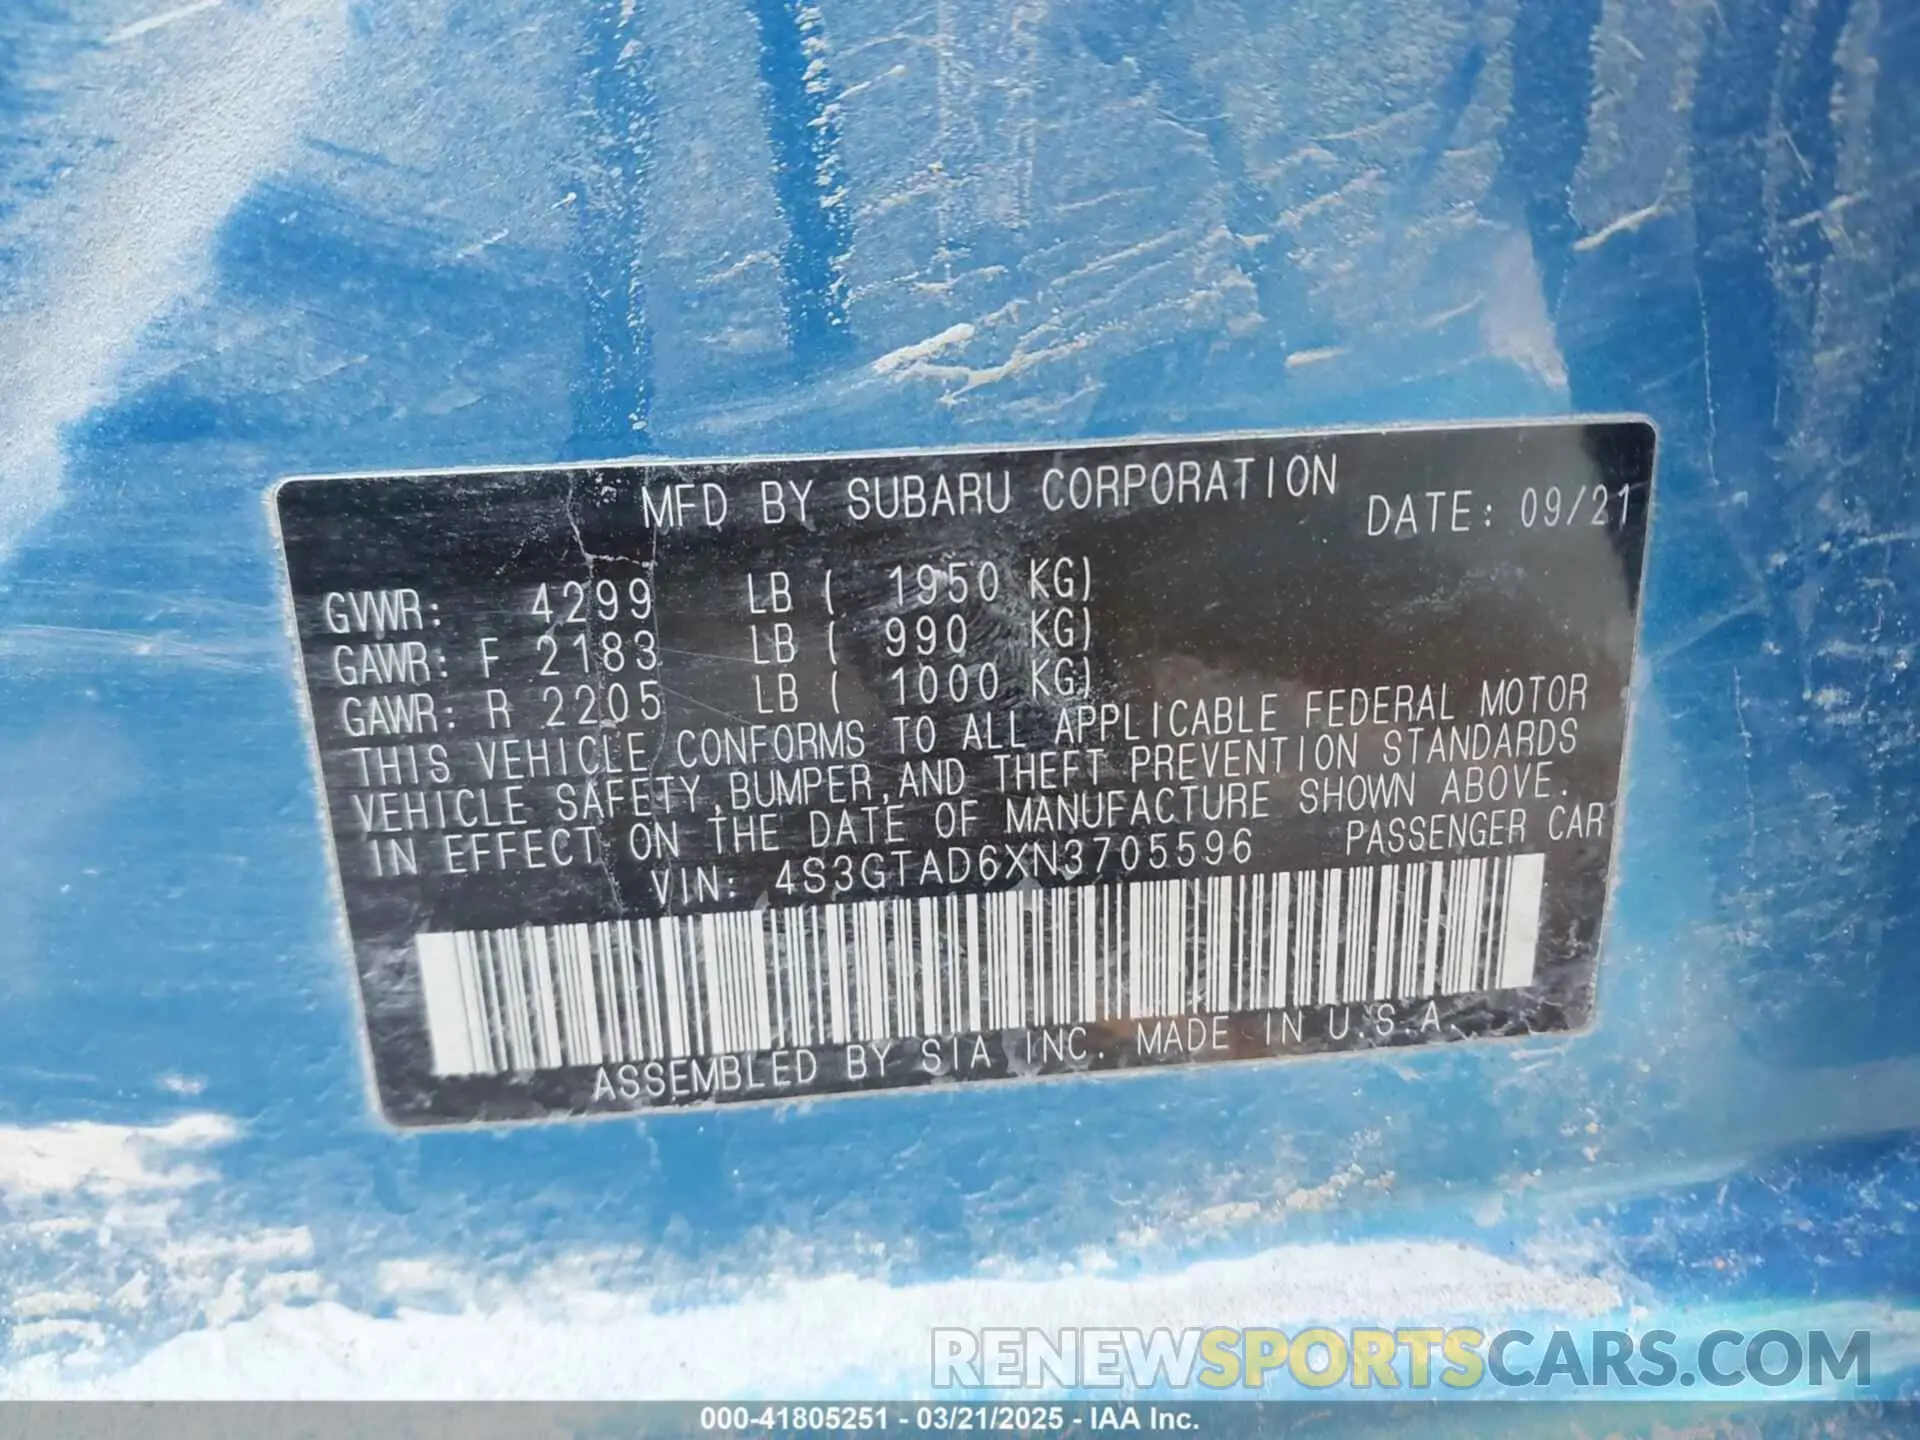 MFD BY SUBARU CORPORATION DATE: 09/21
GVWR: 4299 LB ( 1950 KG)
GAWR: F 2183 LB ( 990 KG)
GAWR: R 2205 LB ( 1000 KG)
THIS VEHICLE CONFORMS TO ALL APPLICABLE FEDERAL MOTOR
VEHICLE SAFETY,BUMPER,AND THEFT PREVENTION STANDARDS
IN EFFECT ON THE DATE OF MANUFACTURE SHOWN ABOVE.
VIN: 4S3GTAD6XN3705596 PASSENGER CAR
ASSEMBLED BY SIA INC. MADE IN U.S.A.
RENEWSPORTSCARS.COM
000-41805251 - 03/21/2025 - IAA Inc.